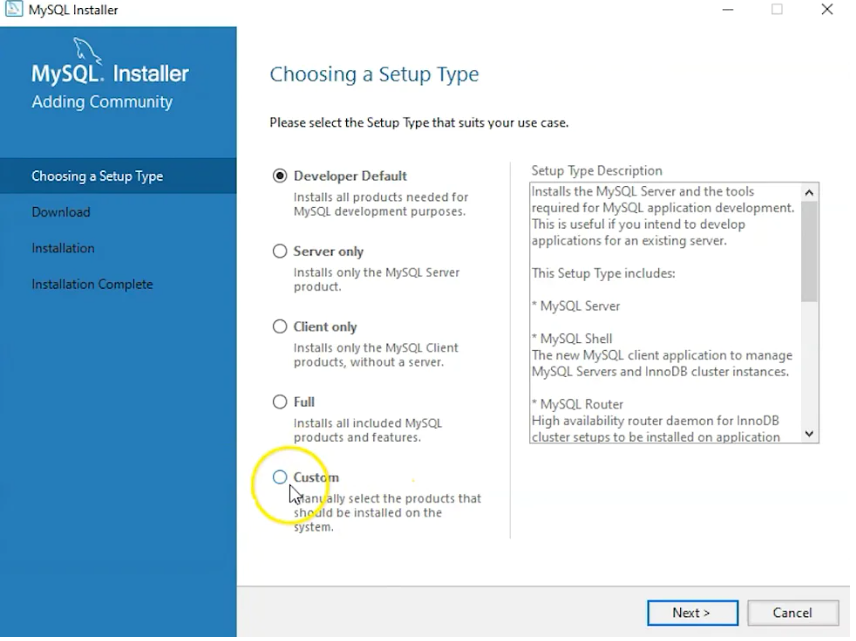 MySQL Installer
MySQL. Installer
Adding Community
Choosing a Setup Type
Download
Installation
Installation Complete
Choosing a Setup Type
Please select the Setup Type that suits your use case.
Developer Default
Installs all products needed for
MySQL development purposes.
Server only
Installs only the MySQL Server
product.
Client only
Installs only the MySQL Client
products, without a server.
Full
Installs all included MySQL
products and features.
Custom
Manually select the products that
should be installed on the
system.
Setup Type Description
Installs the MySQL Server and the tools
required for MySQL application development.
This is useful if you intend to develop
applications for an existing server.
This Setup Type includes:
* MySQL Server
* MySQL Shell
The new MySQL client application to manage
MySQL Servers and InnoDB cluster instances.
* MySQL Router
High availability router daemon for InnoDB
cluster setups to be installed on application
Next >
Cancel